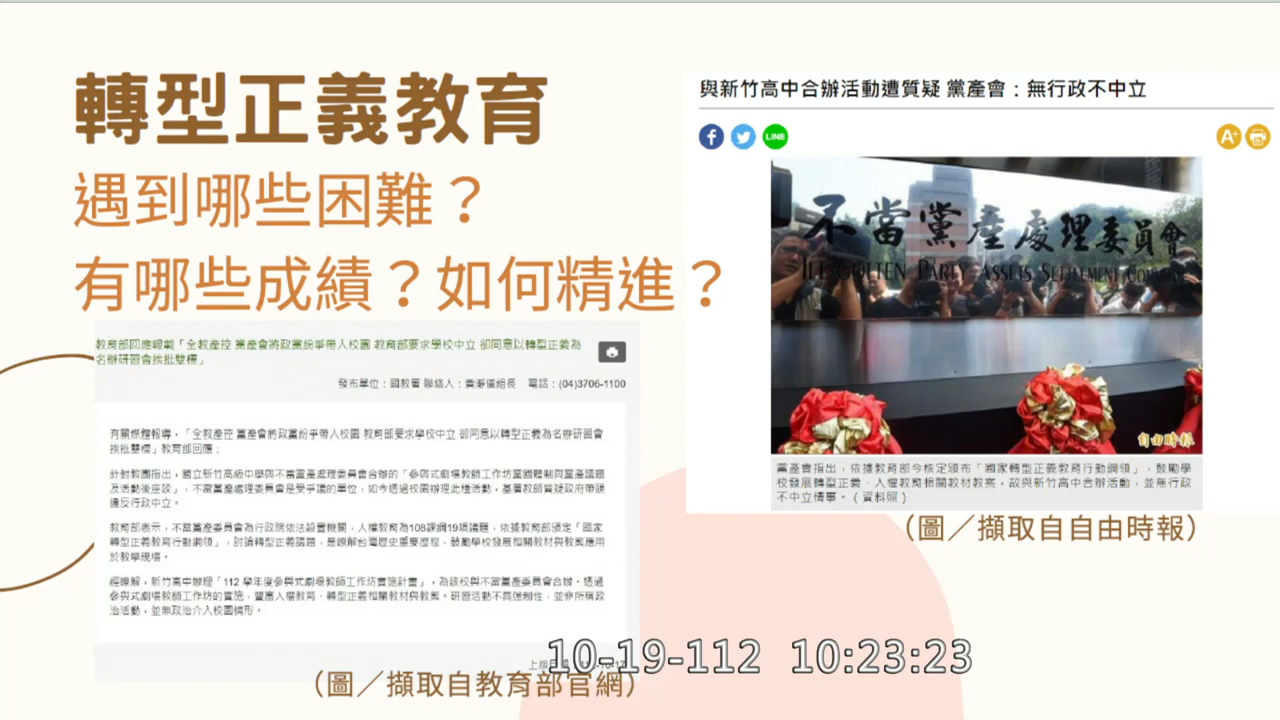 轉型正義教育
遇到哪些困難？
有哪些成績？如何精進？
教育部回應報載「全教產控 黨產會將政黨紛爭帶入校園 教育部要求學校中立 卻同意以轉型正義為
名辦研習會挨批雙標」
發布單位：國教署 聯絡人：黃瀞儀組長 電話：(04)3706-1100
有關媒體報導，「全教產控 黨產會將政黨紛爭帶入校園 教育部要求學校中立 卻同意以轉型正義為名辦研習會
挨批雙標」教育部回應：
針對教團指出，國立新竹高級中學與不當黨產處理委員會合辦的「參與式劇場教師工作坊黨國體制與黨產議題
及活動後座談」，不當黨產處理委員會是受爭議的單位，如今透過校園辦理此種活動，基層教師質疑政府帶頭
違反行政中立。
教育部表示，不當黨產委員會為行政院依法設置機關，人權教育為108課綱19項議題，依據教育部頒定「國家
轉型正義教育行動綱領」，討論轉型正義議題，是瞭解台灣歷史重要歷程，鼓勵學校發展相關教材與教案應用
於教學現場。
經瞭解，新竹高中辦理「112 學年度參與式劇場教師工作坊實施計畫」，為該校與不當黨產委員會合辦。透過
參與式劇場教師工作坊的實施，豐富人權教育、轉型正義相關教材與教案。研習活動不具強制性，並非所稱政
治活動，並無政治介入校園情形。
（圖／擷取自教育部官網）
與新竹高中合辦活動遭質疑 黨產會：無行政不中立
LINE
A+
不當黨產處理委員會
ILL-GOTTEN PARTY ASSETS SETTLEMENT
自由時報
黨產會指出，依據教育部今核定頒布「國家轉型正義教育行動綱領」，鼓勵學
校發展轉型正義、人權教育相關教材教案，故與新竹高中合辦活動，並無行政
不中立情事。（資料照）
（圖／擷取自自由時報）
10-19-112 10:23:23